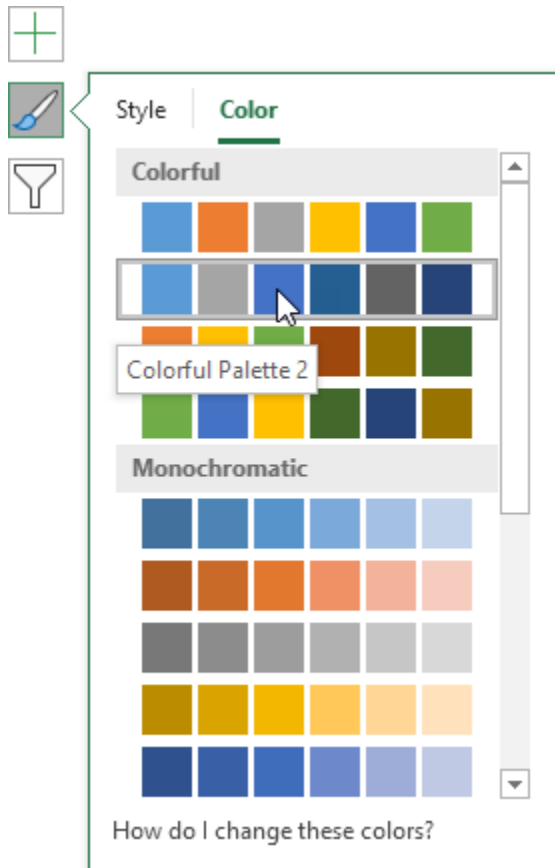 Style Color
Colorful
Colorful Palette 2
Monochromatic
How do I change these colors?